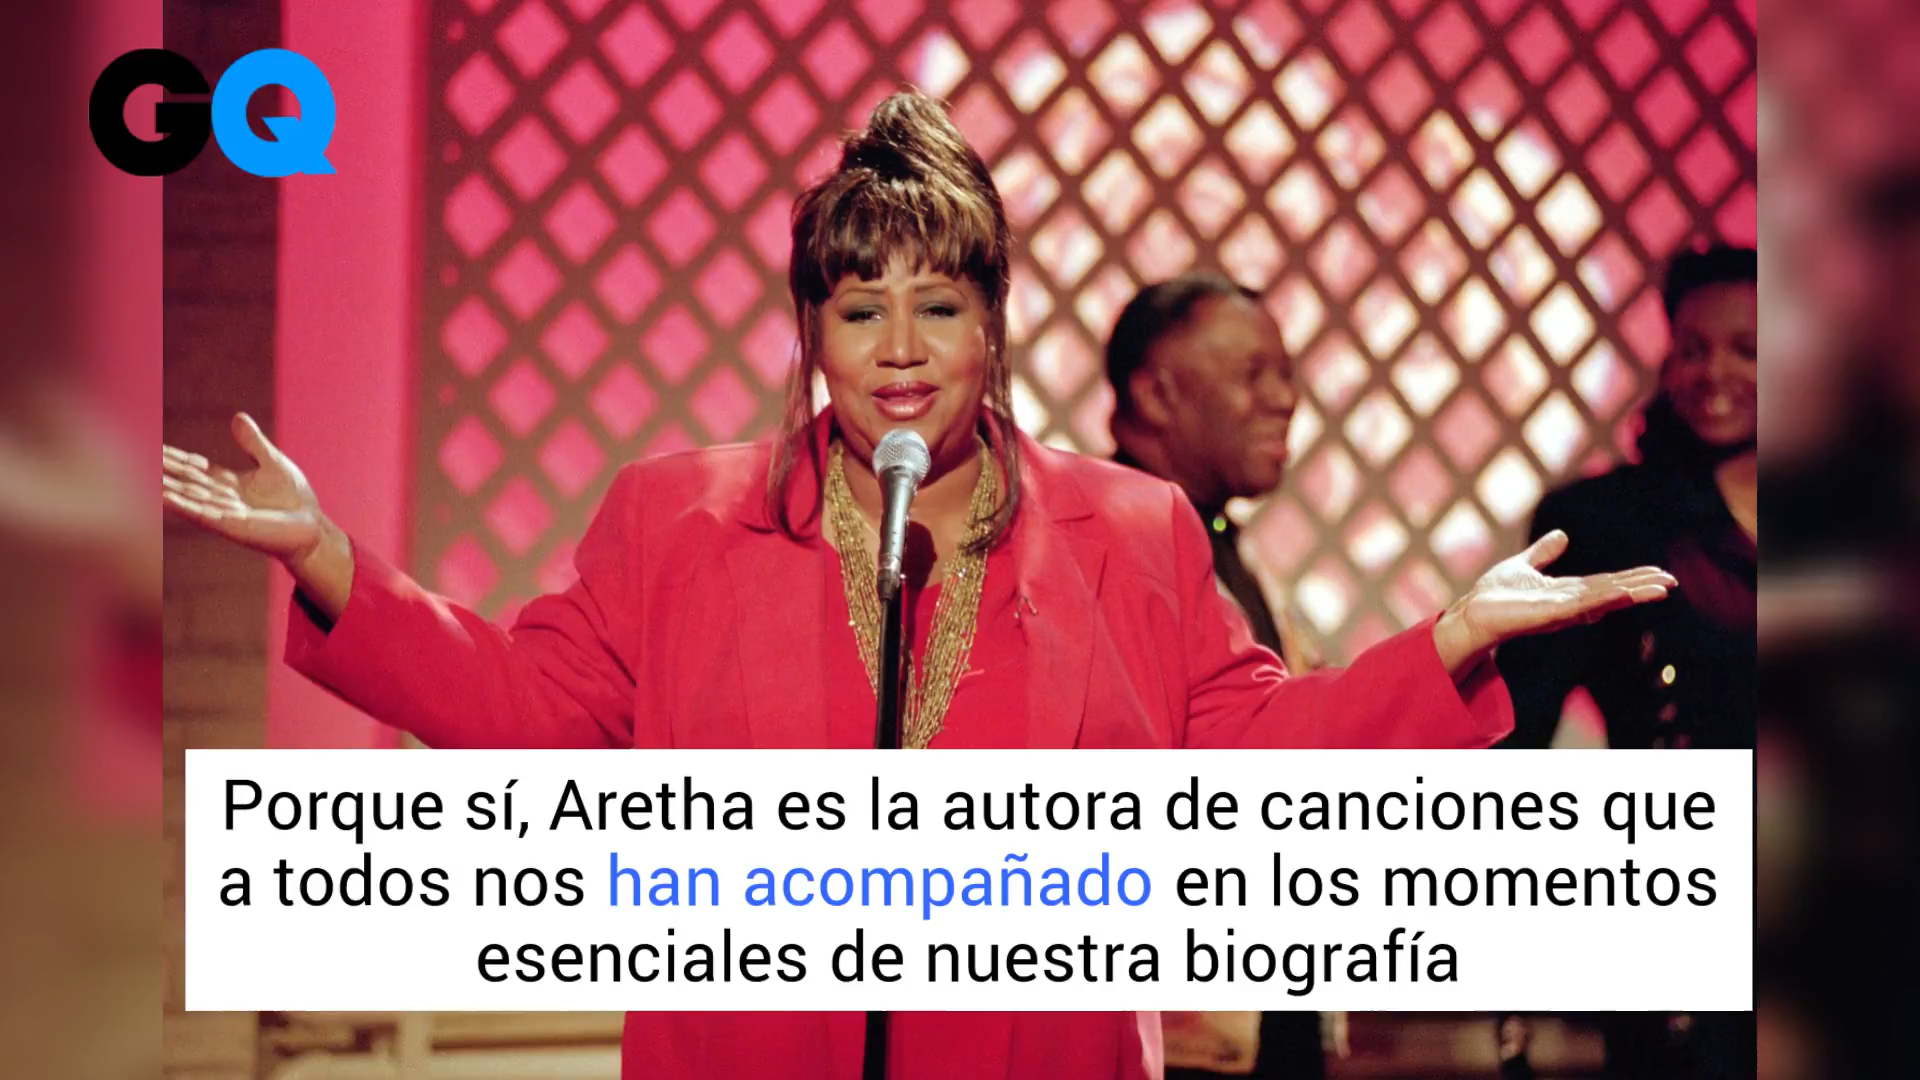 GQ
Porque sí, Aretha es la autora de canciones que
a todos nos han acompañado en los momentos
esenciales de nuestra biografía